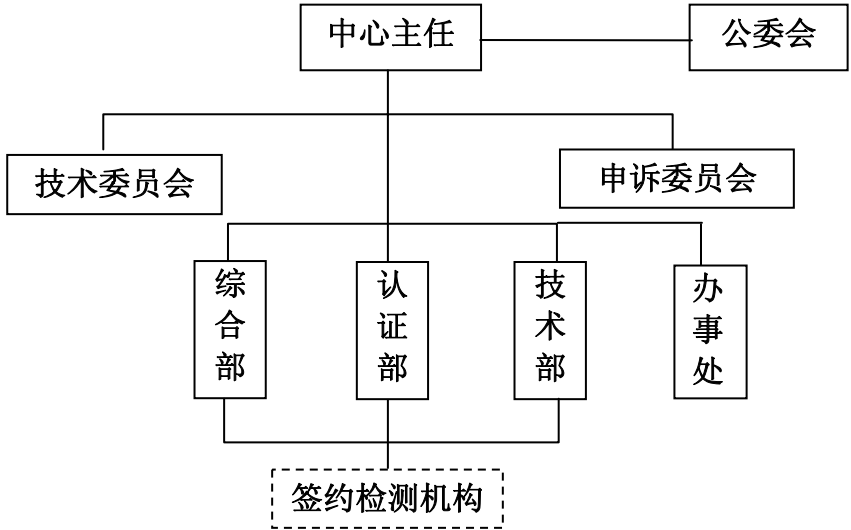 中心主任
公委会
技术委员会
申诉委员会
综合部
认证部
技术部
办事处
签约检测机构